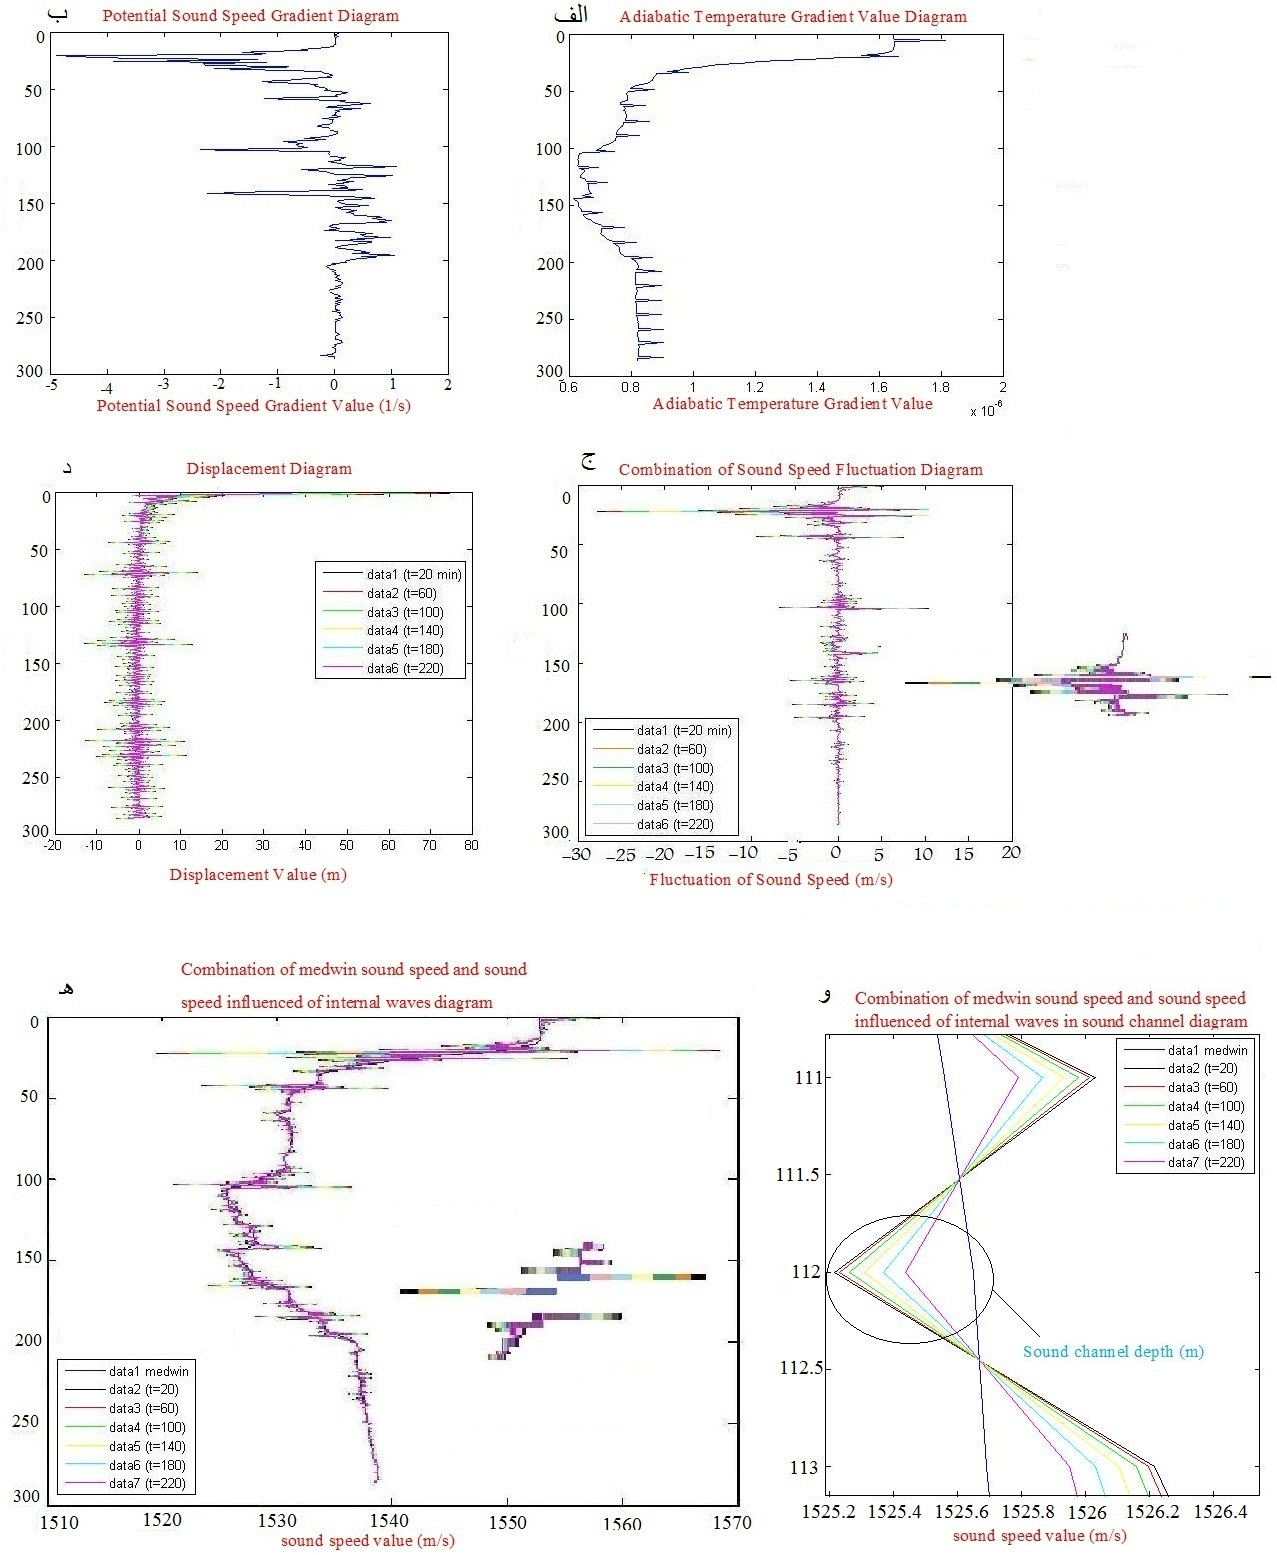 ب
Potential Sound Speed Gradient Diagram
0
50
100
150
200
250
300
-5 -4 -3 -2 -1 0 1 2
Potential Sound Speed Gradient Value (1/s)
الف
Adiabatic Temperature Gradient Value Diagram
0
50
100
150
200
250
300
0.6 0.8 1 1.2 1.4 1.6 1.8 2
x 10⁻⁶
Adiabatic Temperature Gradient Value
د
Displacement Diagram
0
50
100
150
200
250
300
data1 (t=20 min)
data2 (t=60)
data3 (t=100)
data4 (t=140)
data5 (t=180)
data6 (t=220)
-20 -10 0 10 20 30 40 50 60 70 80
Displacement Value (m)
ج
Combination of Sound Speed Fluctuation Diagram
0
50
100
150
200
250
300
data1 (t=20 min)
data2 (t=60)
data3 (t=100)
data4 (t=140)
data5 (t=180)
data6 (t=220)
-30 -25 -20 -15 -10 -5 0 5 10 15 20
Fluctuation of Sound Speed (m/s)
هـ
Combination of medwin sound speed and sound
speed influenced of internal waves diagram
0
50
100
150
200
250
300
data1 medwin
data2 (t=20)
data3 (t=60)
data4 (t=100)
data5 (t=140)
data6 (t=180)
data7 (t=220)
1510 1520 1530 1540 1550 1560 1570
sound speed value (m/s)
و
Combination of medwin sound speed and sound speed
influenced of internal waves in sound channel diagram
111
111.5
112
112.5
113
data1 medwin
data2 (t=20)
data3 (t=60)
data4 (t=100)
data5 (t=140)
data6 (t=180)
data7 (t=220)
Sound channel depth (m)
1525.2 1525.4 1525.6 1525.8 1526 1526.2 1526.4
sound speed value (m/s)